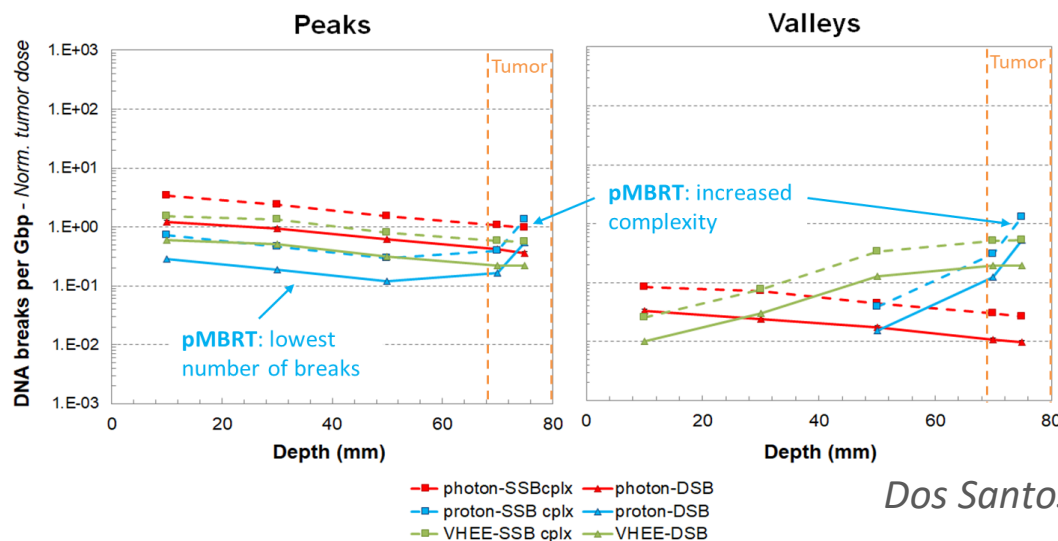 Peaks
Valleys
DNA breaks per Gbp - Norm. tumor dose
1.E+03
1.E+02
1.E+01
1.E+00
1.E-01
1.E-02
1.E-03
Tumor
pMBRT: lowest
number of breaks
0 20 40 60 80
Depth (mm)
Tumor
pMBRT: increased
complexity
0 20 40 60 80
Depth (mm)
photon-SSBcplx photon-DSB
proton-SSB cplx proton-DSB
VHEE-SSB cplx VHEE-DSB
Dos Santos